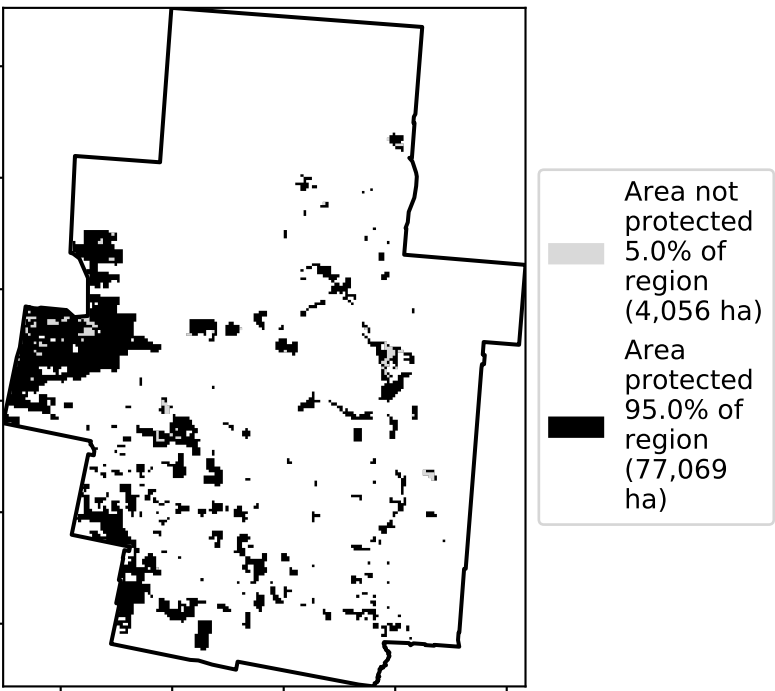 Area not
protected
5.0% of
region
(4,056 ha)
Area
protected
95.0% of
region
(77,069
ha)